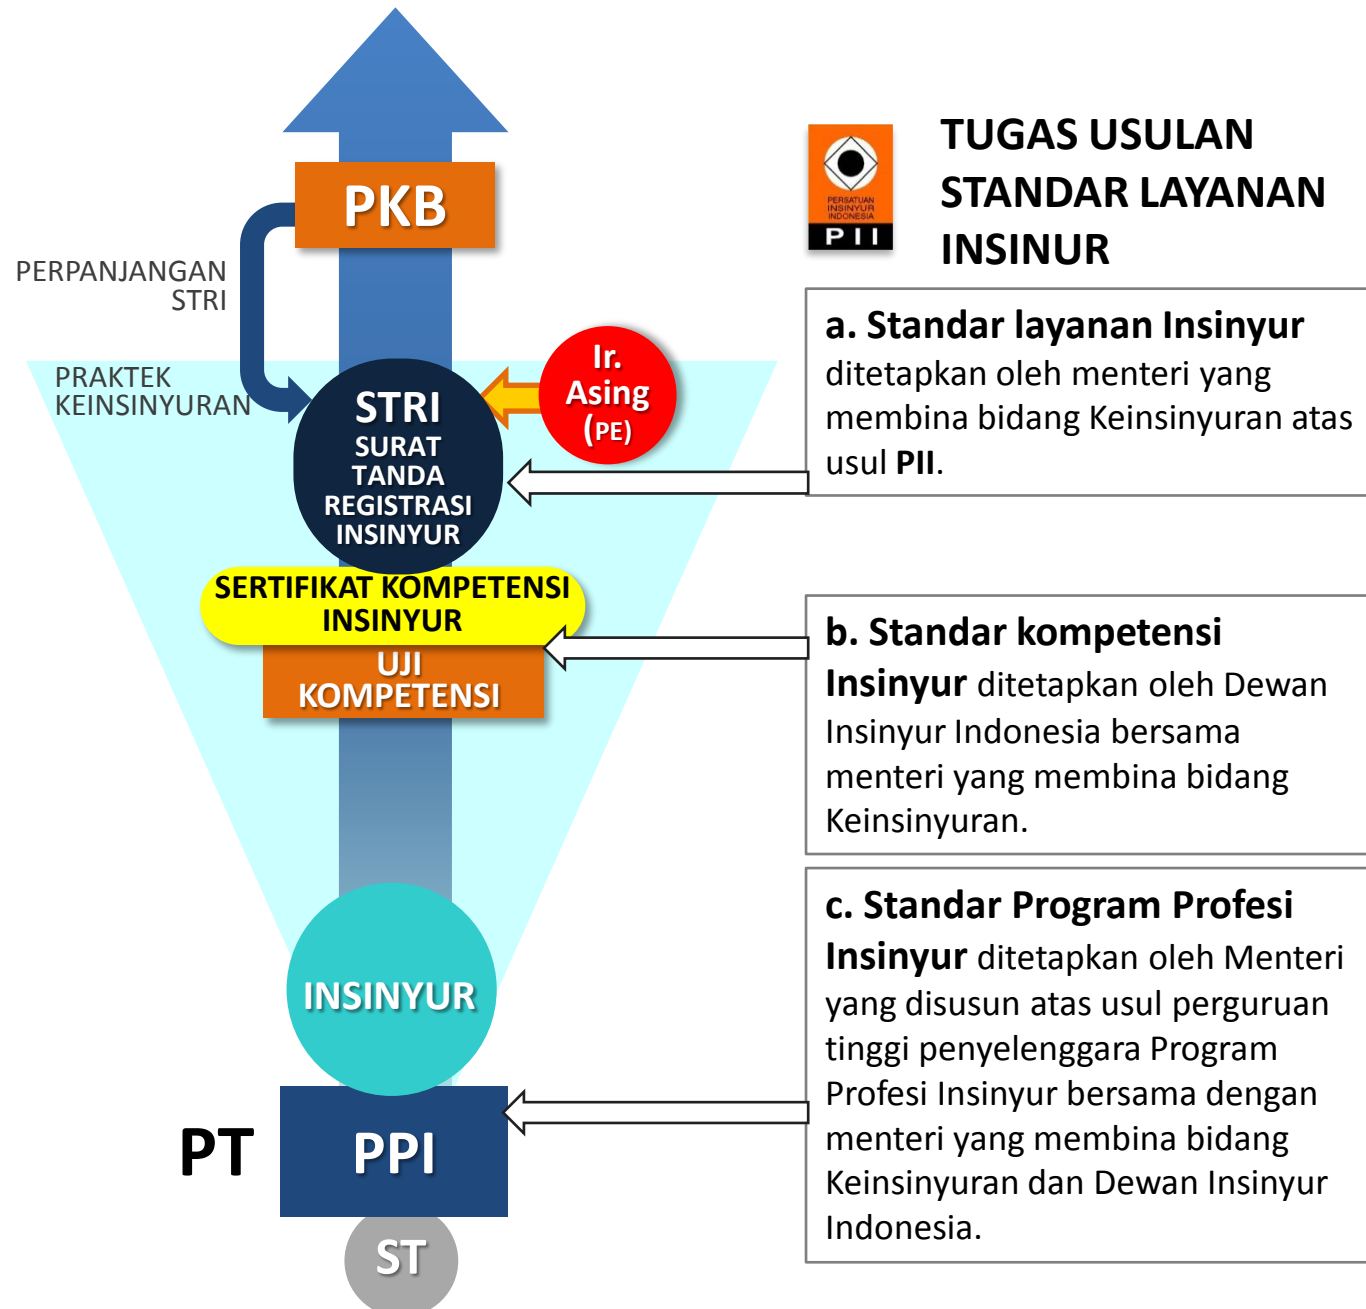 PKB
PERPANJANGAN
STRI
PRAKTEK
KEINSINYURAN
STRI
SURAT
TANDA
REGISTRASI
INSINYUR
Ir.
Asing
(PE)
SERTIFIKAT KOMPETENSI
INSINYUR
UJI
KOMPETENSI
INSINYUR
PT
PPI
ST
PERSATUAN
INSINYUR
INDONESIA
PII
TUGAS USULAN
STANDAR LAYANAN
INSINUR
a. Standar layanan Insinyur
ditetapkan oleh menteri yang
membina bidang Keinsinyuran atas
usul PII.
b. Standar kompetensi
Insinyur ditetapkan oleh Dewan
Insinyur Indonesia bersama
menteri yang membina bidang
Keinsinyuran.
c. Standar Program Profesi
Insinyur ditetapkan oleh Menteri
yang disusun atas usul perguruan
tinggi penyelenggara Program
Profesi Insinyur bersama dengan
menteri yang membina bidang
Keinsinyuran dan Dewan Insinyur
Indonesia.